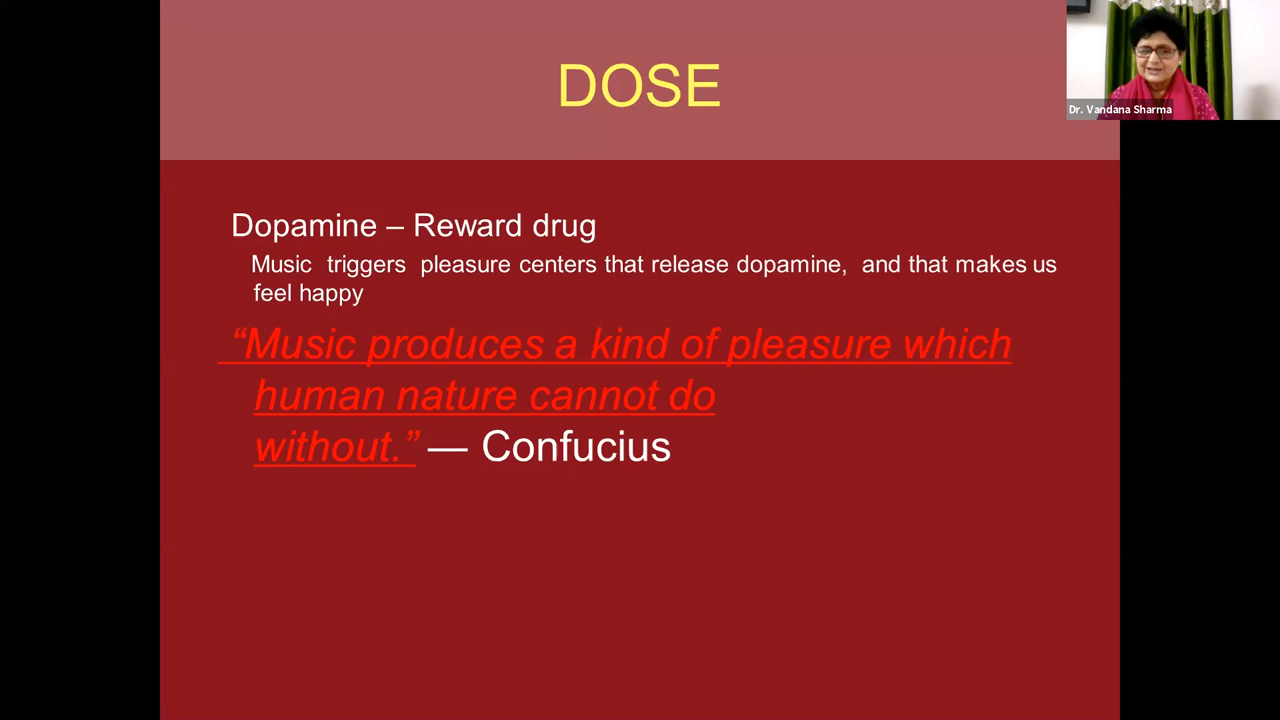 DOSE
Dr. Vandana Sharma
Dopamine – Reward drug
Music triggers pleasure centers that release dopamine, and that makes us
feel happy
“Music produces a kind of pleasure which
human nature cannot do
without.” — Confucius